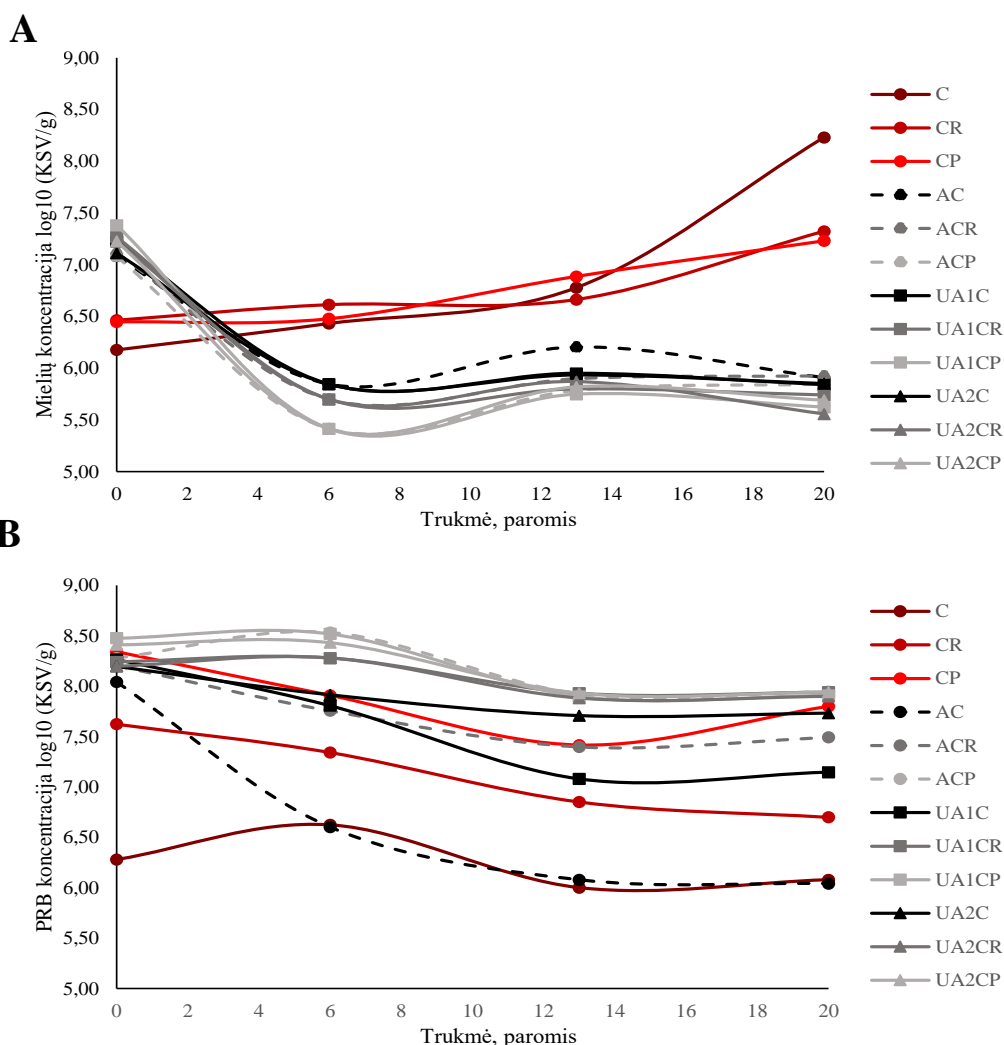 A
Mielių koncentracija log10 (KSV/g)
9,00
8,50
8,00
7,50
7,00
6,50
6,00
5,50
5,00
0 2 4 6 8 10 12 14 16 18 20
Trukmė, paromis
C
CR
CP
AC
ACR
ACP
UA1C
UA1CR
UA1CP
UA2C
UA2CR
UA2CP
B
PRB koncentracija log10 (KSV/g)
9,00
8,50
8,00
7,50
7,00
6,50
6,00
5,50
5,00
0 2 4 6 8 10 12 14 16 18 20
Trukmė, paromis
C
CR
CP
AC
ACR
ACP
UA1C
UA1CR
UA1CP
UA2C
UA2CR
UA2CP